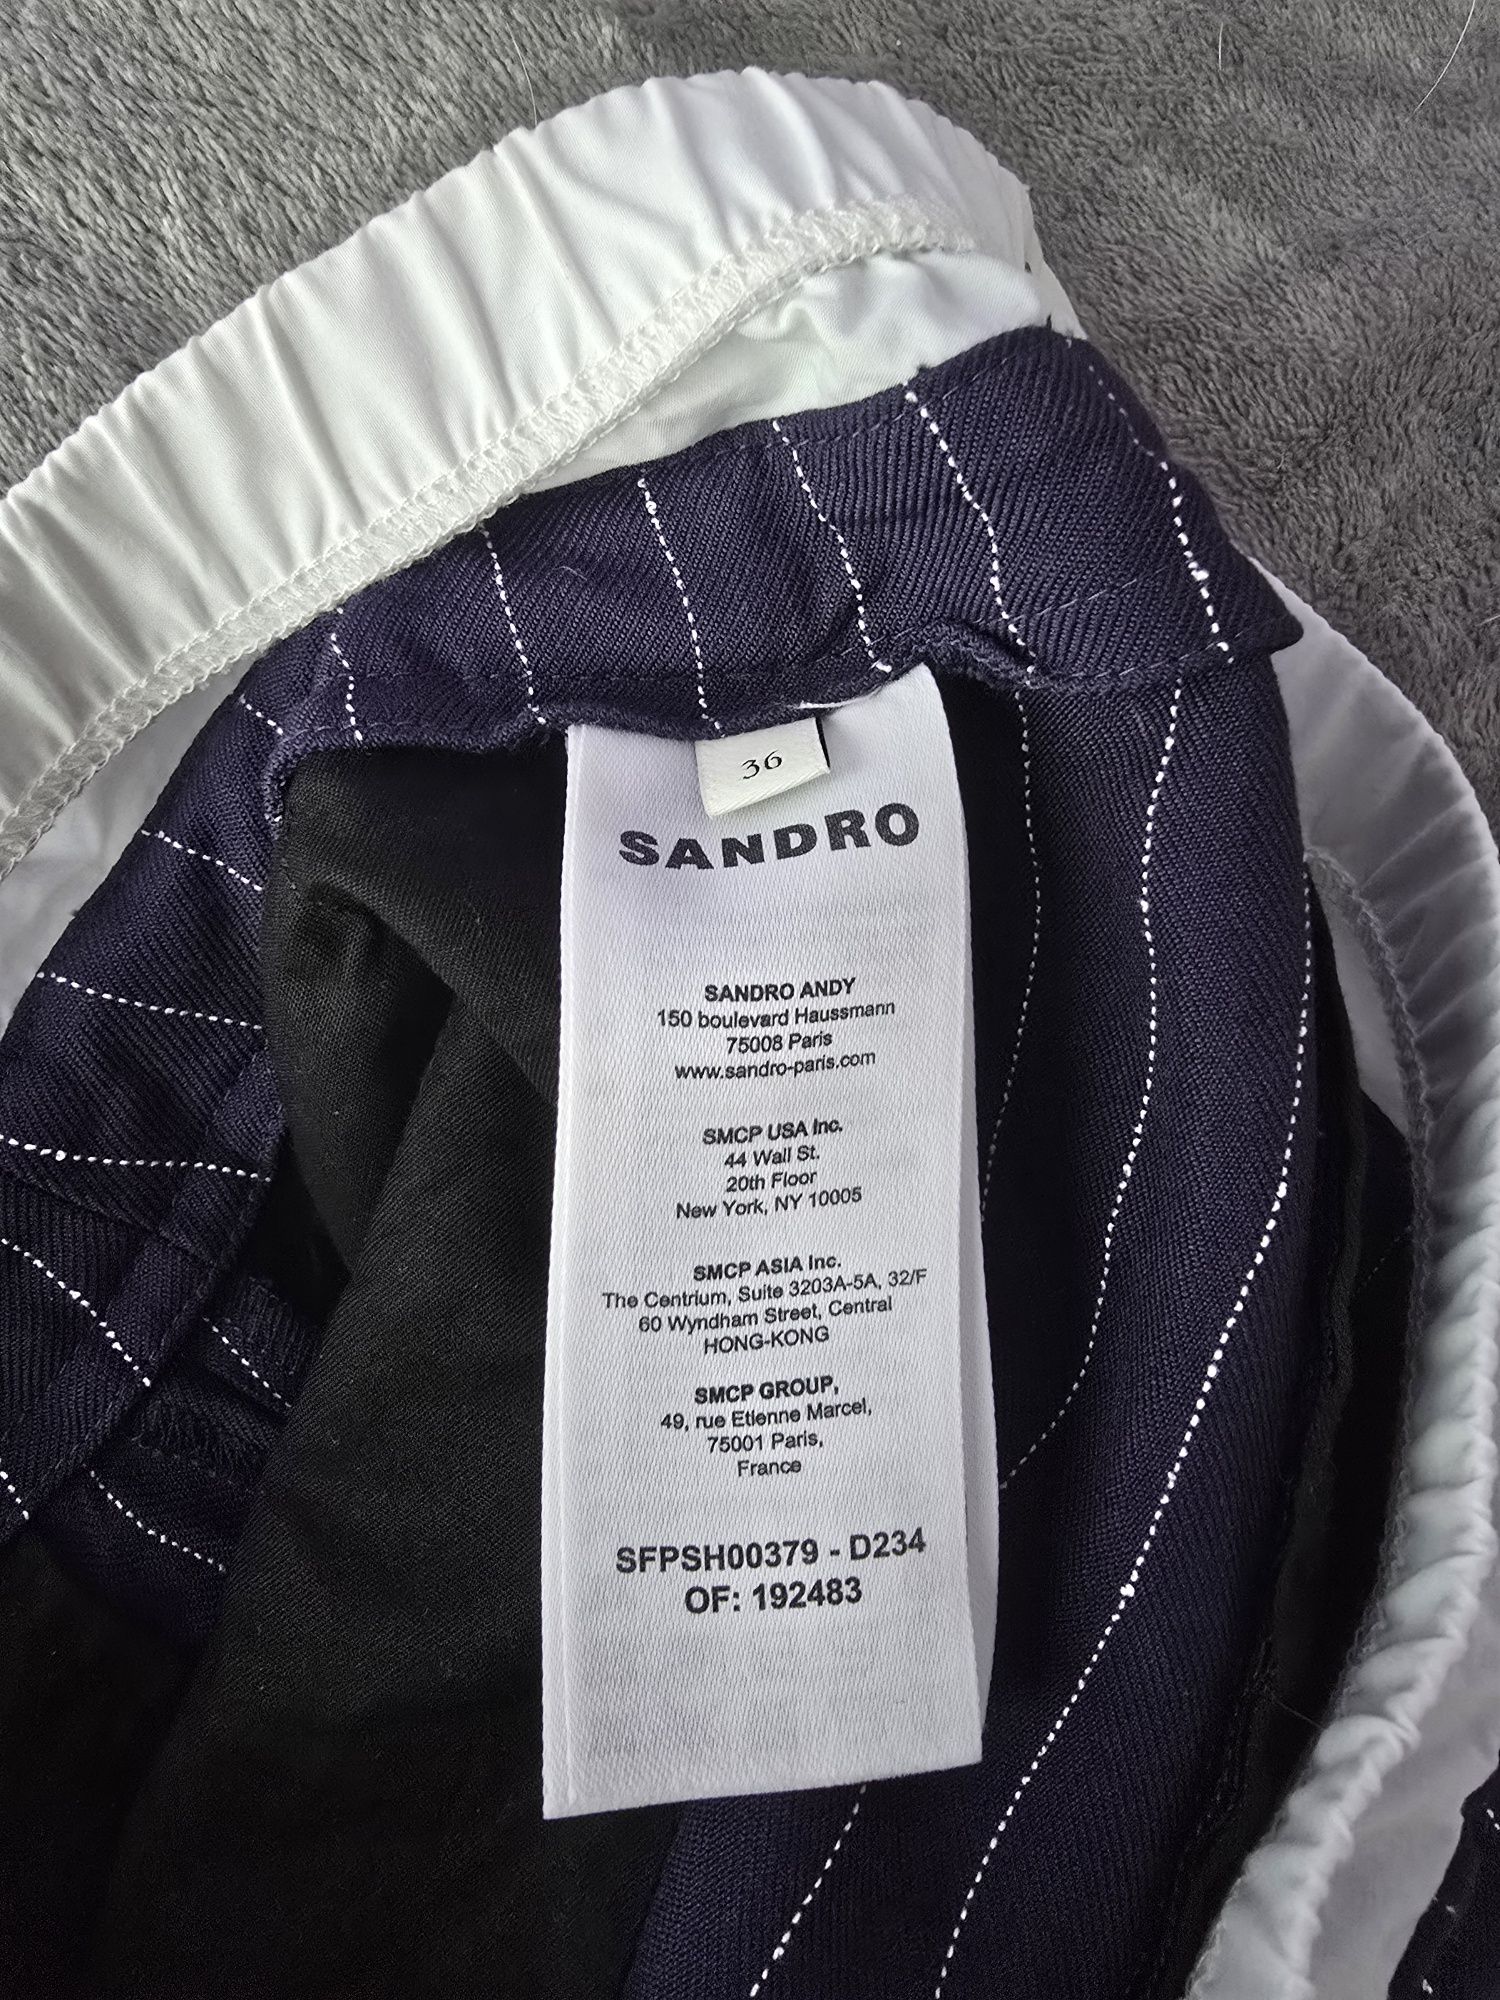 36
SANDRO
SANDRO ANDY
150 boulevard Haussmann
75008 Paris
www.sandro-paris.com
SMCP USA Inc.
44 Wall St.
20th Floor
New York, NY 10005
SMCP ASIA Inc.
The Centrium, Suite 3203A-5A, 32/F
60 Wyndham Street, Central
HONG-KONG
SMCP GROUP,
49, rue Etienne Marcel,
75001 Paris,
France
SFPSH00379 - D234
OF: 192483